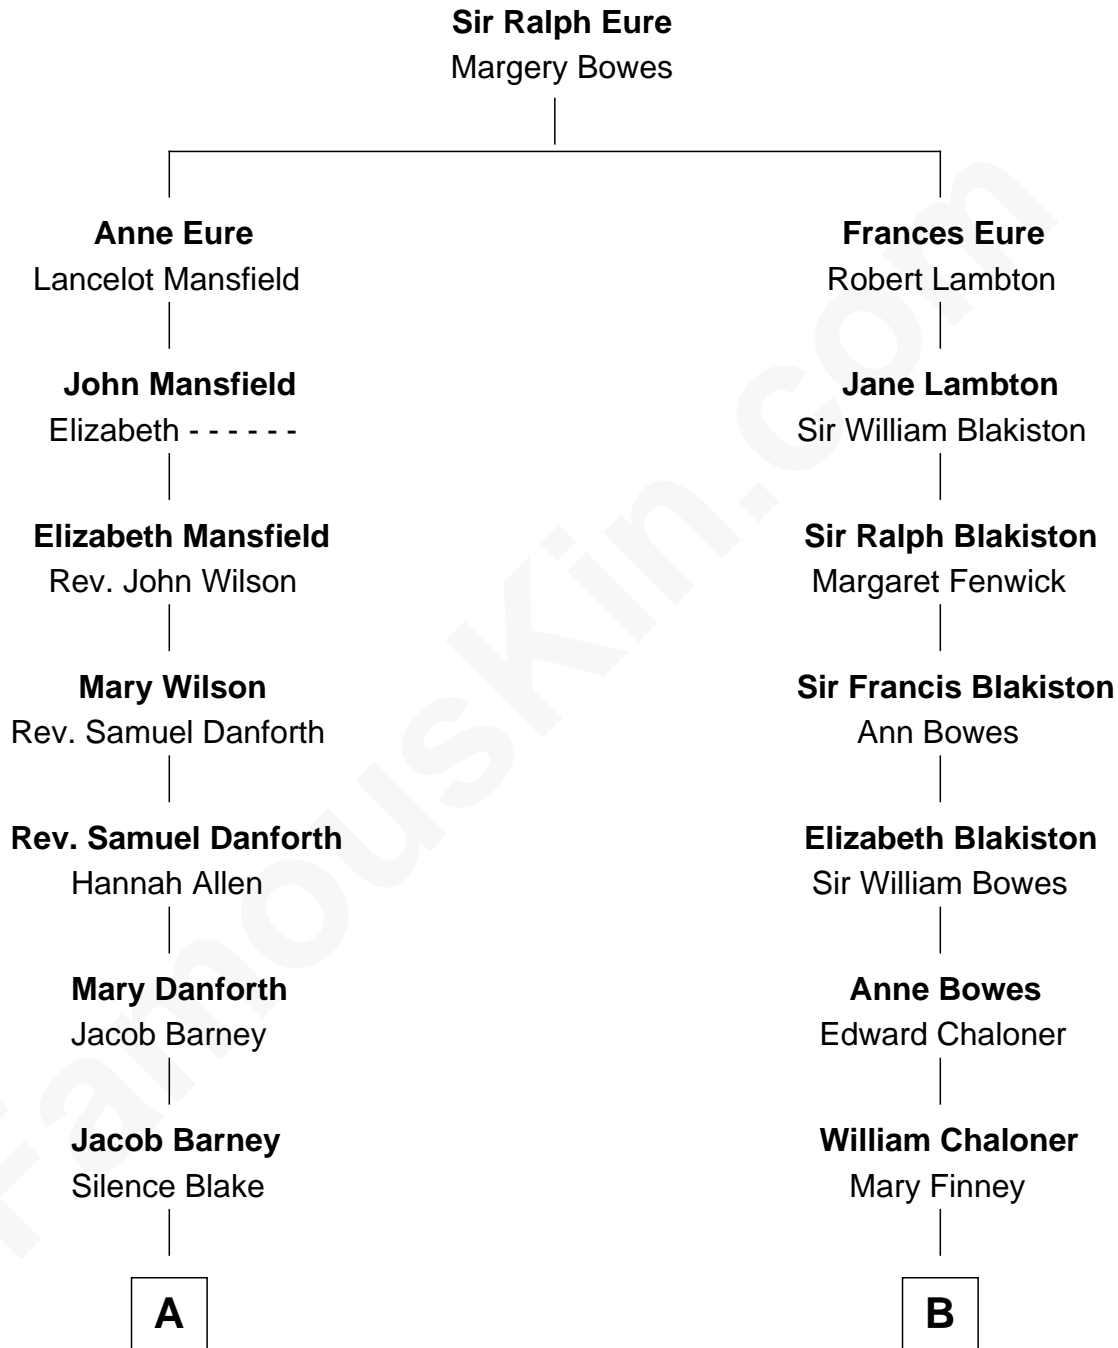 Sir Ralph Eure
Margery Bowes
Anne Eure
Lancelot Mansfield
Frances Eure
Robert Lambton
John Mansfield
Elizabeth - - - - - -
Jane Lambton
Sir William Blakiston
Elizabeth Mansfield
Rev. John Wilson
Sir Ralph Blakiston
Margaret Fenwick
Mary Wilson
Rev. Samuel Danforth
Sir Francis Blakiston
Ann Bowes
Rev. Samuel Danforth
Hannah Allen
Elizabeth Blakiston
Sir William Bowes
Mary Danforth
Jacob Barney
Anne Bowes
Edward Chaloner
Jacob Barney
Silence Blake
William Chaloner
Mary Finney
A
B
FamousKin.com